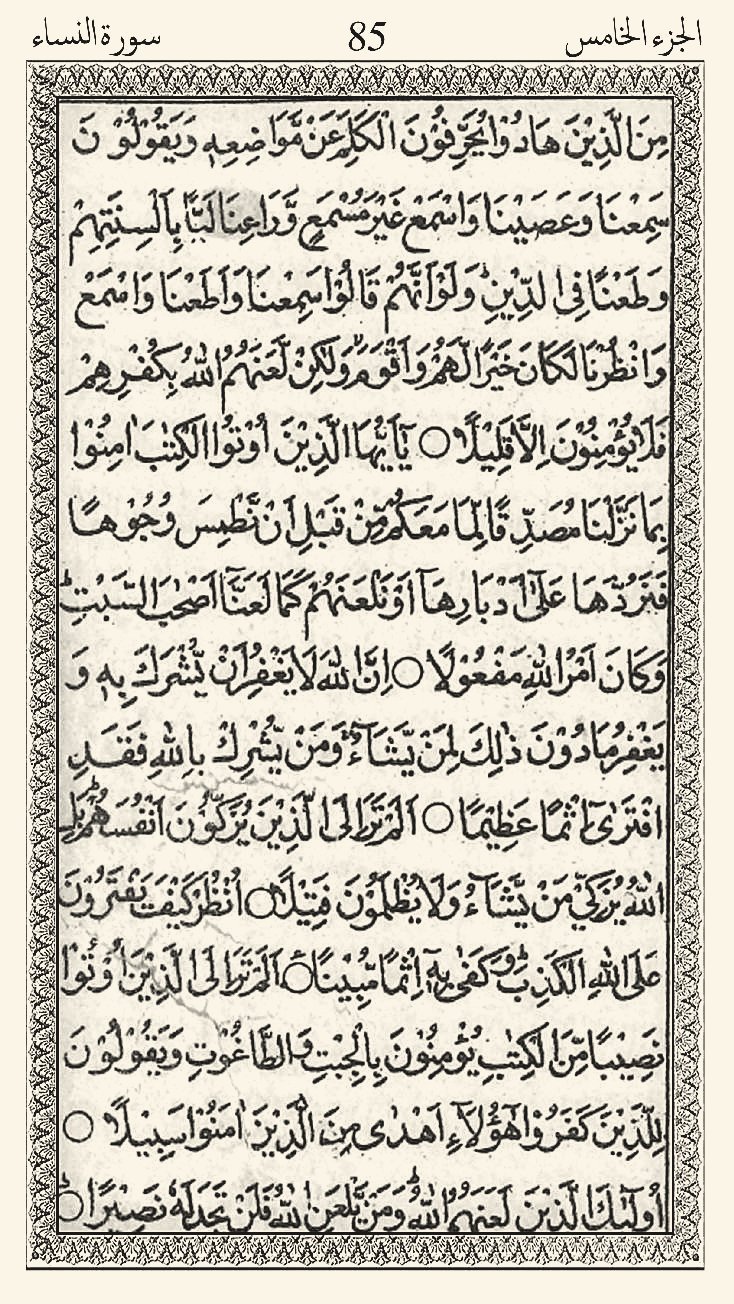 الجزء الخامس 85 سورة النساء
مِنَ الَّذِيْنَ هَادُوْا يُحَرِّفُوْنَ الْكَلِمَ عَنْ مَّوَاضِعِهٖ وَيَقُوْلُوْنَ
سَمِعْنَا وَعَصَيْنَا وَاسْمَعْ غَيْرَ مُسْمَعٍ وَّرَاعِنَا لَيًّۢا بِاَلْسِنَتِهِمْ
وَطَعْنًا فِى الدِّيْنِ ؕ وَلَوْ اَنَّهُمْ قَالُوْا سَمِعْنَا وَاَطَعْنَا وَاسْمَعْ
وَانْظُرْنَا لَكَانَ خَيْرًا لَّهُمْ وَاَقْوَمَ ۙ وَلٰكِنْ لَّعَنَهُمُ اللّٰهُ بِكُفْرِهِمْ
فَلَا يُؤْمِنُوْنَ اِلَّا قَلِيْلًا ○ يٰۤاَيُّهَا الَّذِيْنَ اُوْتُوا الْكِتٰبَ اٰمِنُوْا
بِمَا نَزَّلْنَا مُصَدِّقًا لِّمَا مَعَكُمْ مِّنْ قَبْلِ اَنْ نَّطْمِسَ وُجُوْهًا
فَنَرُدَّهَا عَلٰۤى اَدْبَارِهَاۤ اَوْ نَلْعَنَهُمْ كَمَا لَعَنَّاۤ اَصْحٰبَ السَّبْتِ ؕ
وَكَانَ اَمْرُ اللّٰهِ مَفْعُوْلًا ○ اِنَّ اللّٰهَ لَا يَغْفِرُ اَنْ يُّشْرَكَ بِهٖ وَ
يَغْفِرُ مَا دُوْنَ ذٰلِكَ لِمَنْ يَّشَآءُ ۚ وَمَنْ يُّشْرِكْ بِاللّٰهِ فَقَدِ
افْتَرٰۤى اِثْمًا عَظِيْمًا ○ اَلَمْ تَرَ اِلَى الَّذِيْنَ يُزَكُّوْنَ اَنْفُسَهُمْ ؕ بَلِ
اللّٰهُ يُزَكِّيْ مَنْ يَّشَآءُ وَلَا يُظْلَمُوْنَ فَتِيْلًا ○ اُنْظُرْ كَيْفَ يَفْتَرُوْنَ
عَلَى اللّٰهِ الْكَذِبَ ؕ وَكَفٰى بِهٖۤ اِثْمًا مُّبِيْنًا ○ اَلَمْ تَرَ اِلَى الَّذِيْنَ اُوْتُوْا
نَصِيْبًا مِّنَ الْكِتٰبِ يُؤْمِنُوْنَ بِالْجِبْتِ وَالطَّاغُوْتِ وَيَقُوْلُوْنَ
لِلَّذِيْنَ كَفَرُوْا هٰۤؤُلَآءِ اَهْدٰى مِنَ الَّذِيْنَ اٰمَنُوْا سَبِيْلًا ○
اُولٰٓئِكَ الَّذِيْنَ لَعَنَهُمُ اللّٰهُ ؕ وَمَنْ يَّلْعَنِ اللّٰهُ فَلَنْ تَجِدَ لَهٗ نَصِيْرًا ○ ؕ